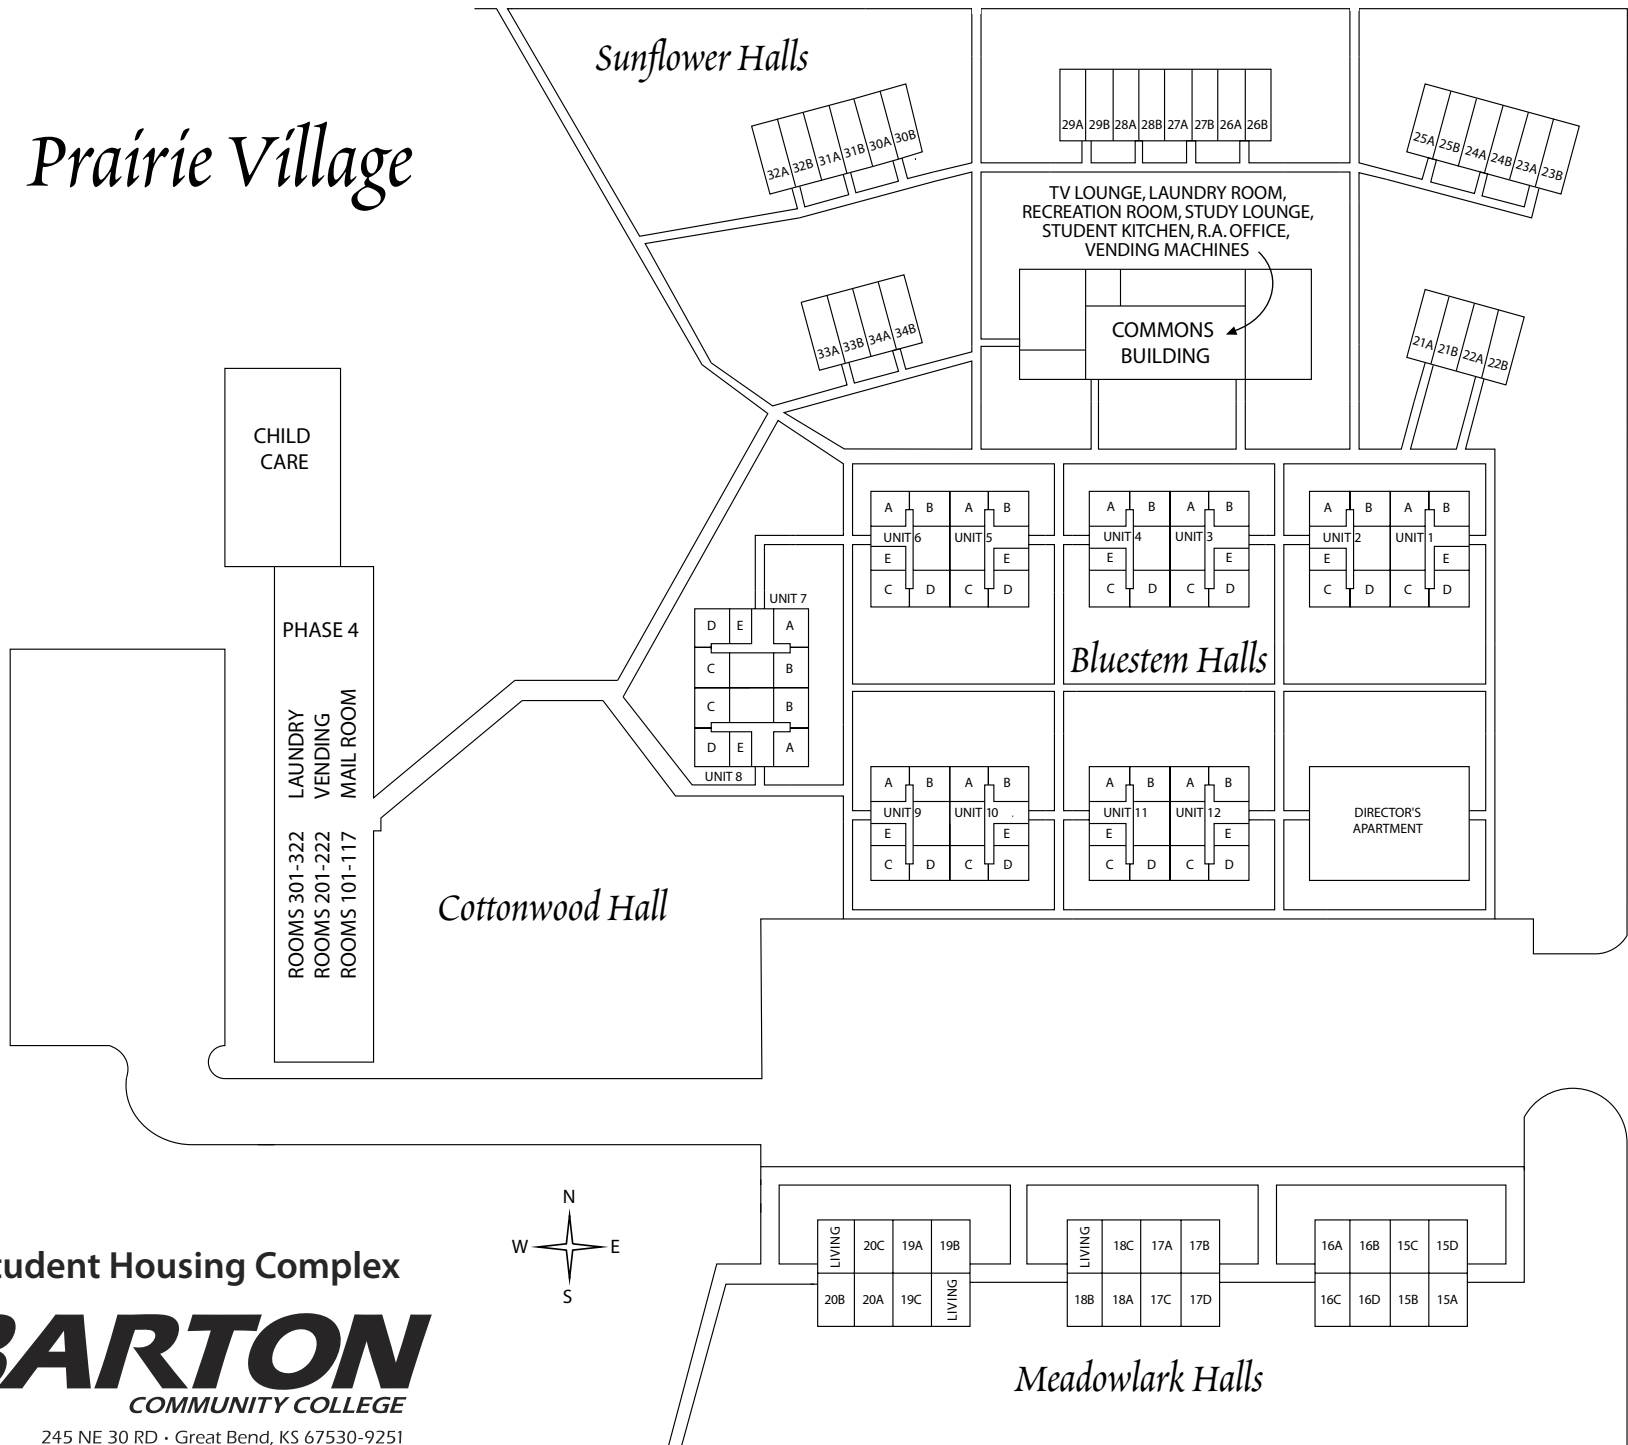 Prairie Village
Sunflower Halls
32A 32B 31A 31B 30A 30B
29A 29B 28A 28B 27A 27B 26A 26B
25A 25B 24A 24B 23A 23B
TV LOUNGE, LAUNDRY ROOM,
RECREATION ROOM, STUDY LOUNGE,
STUDENT KITCHEN, R.A. OFFICE,
VENDING MACHINES
COMMONS
BUILDING
33A 33B 34A 34B
21A 21B 22A 22B
CHILD
CARE
PHASE 4
LAUNDRY
VENDING
MAIL ROOM
ROOMS 301-322
ROOMS 201-222
ROOMS 101-117
A B A B
UNIT 6 UNIT 5
E E
C D C D
A B A B
UNIT 4 UNIT 3
E E
C D C D
A B A B
UNIT 2 UNIT 1
E E
C D C D
UNIT 7
D E A
C B
C B
D E A
UNIT 8
Bluestem Halls
A B A B
UNIT 9 UNIT 10
E E
C D C D
A B A B
UNIT 11 UNIT 12
E E
C D C D
DIRECTOR'S
APARTMENT
Cottonwood Hall
N
W E
S
LIVING 20C 19A 19B
20B 20A 19C LIVING
LIVING 18C 17A 17B
18B 18A 17C 17D
16A 16B 15C 15D
16C 16D 15B 15A
Meadowlark Halls
tudent Housing Complex
BARTON
COMMUNITY COLLEGE
245 NE 30 RD • Great Bend, KS 67530-9251